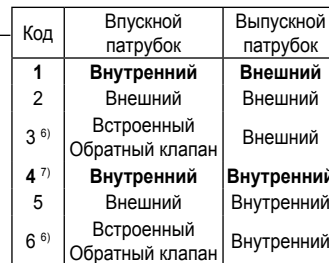 Код Впускной патрубок Выпускной патрубок
1 Внутренний Внешний
2 Внешний Внешний
3 6) Встроенный Обратный клапан Внешний
4 7) Внутренний Внутренний
5 Внешний Внутренний
6 6) Встроенный Обратный клапан Внутренний